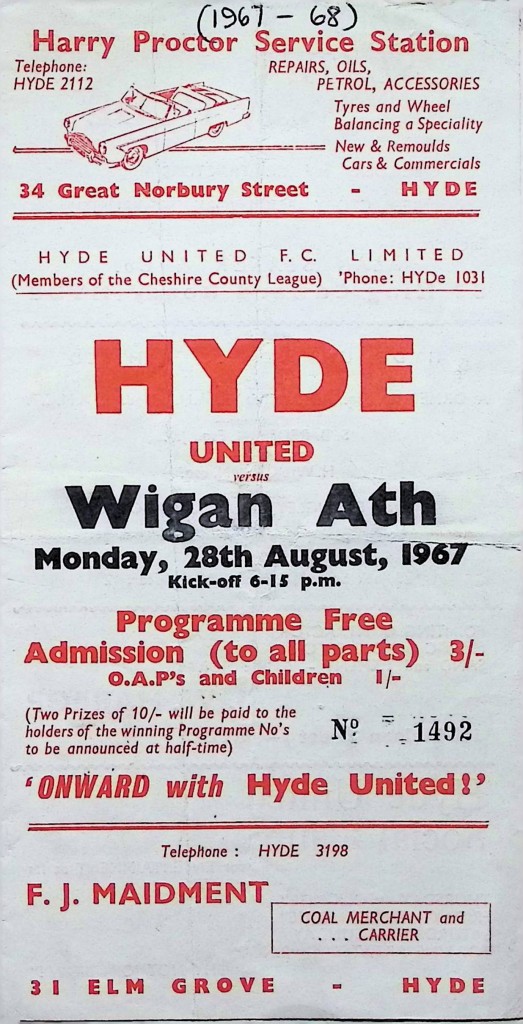 (1967 - 68)
Harry Proctor Service Station
Telephone:
HYDE 2112
REPAIRS, OILS,
PETROL, ACCESSORIES
Tyres and Wheel
Balancing a Speciality
New & Remoulds
Cars & Commercials
34 Great Norbury Street - HYDE
HYDE UNITED F.C. LIMITED
(Members of the Cheshire County League) 'Phone: HYDe 1031
HYDE
UNITED
versus
Wigan Ath
Monday, 28th August, 1967
Kick-off 6-15 p.m.
Programme Free
Admission (to all parts) 3/-
O.A.P's and Children 1/-
(Two Prizes of 10/- will be paid to the
holders of the winning Programme No's
to be announced at half-time)
Nº 1492
'ONWARD with Hyde United!'
Telephone : HYDE 3198
F. J. MAIDMENT
COAL MERCHANT and
. . . CARRIER
31 ELM GROVE - HYDE